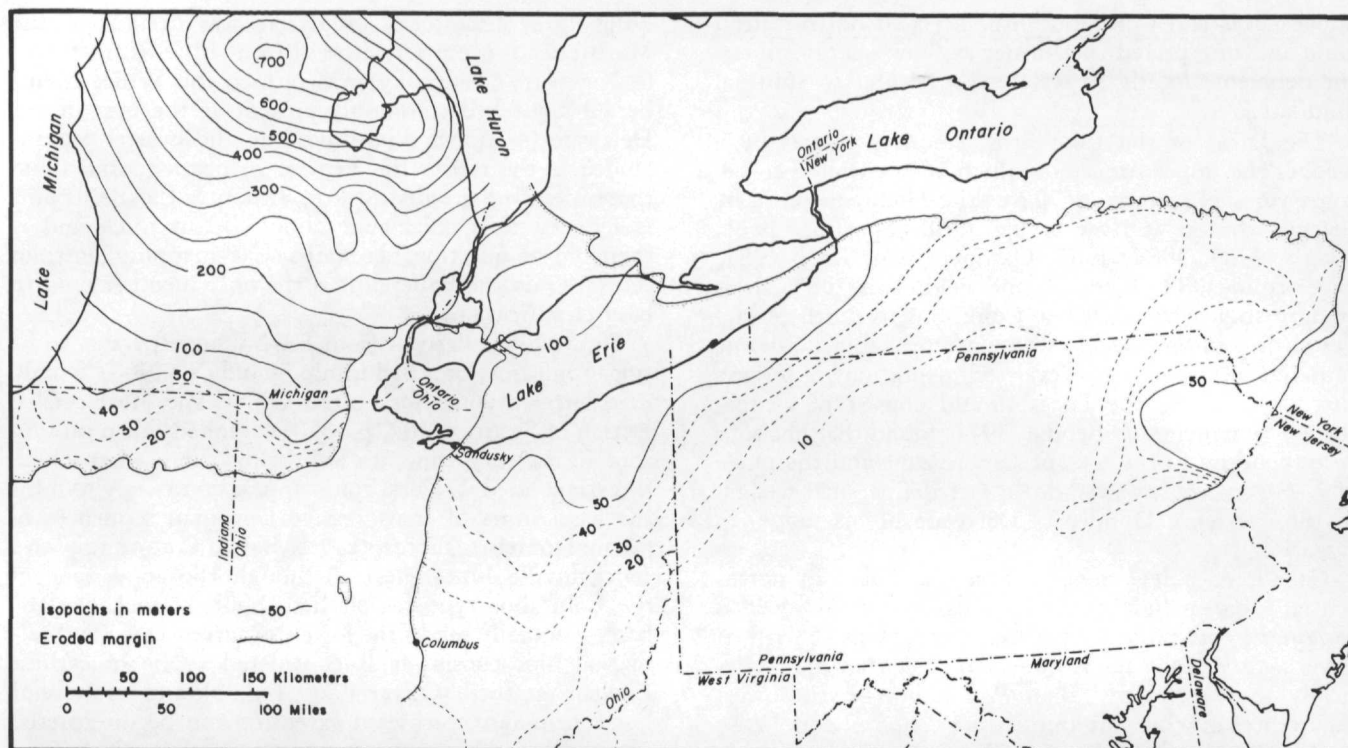 700
600
500
400
300
200
100
50
40
30
20
Lake Michigan
Lake Huron
Ontario
New York
Lake Ontario
100
Lake Erie
Michigan
Ontario
Ohio
Sandusky
Indiana
Ohio
Pennsylvania
50
New York
New Jersey
50
40
30
20
Isopachs in meters
50
Eroded margin
0 50 100 150 Kilometers
0 50 100 Miles
Columbus
Ohio
Pennsylvania
West Virginia
Maryland
Delaware